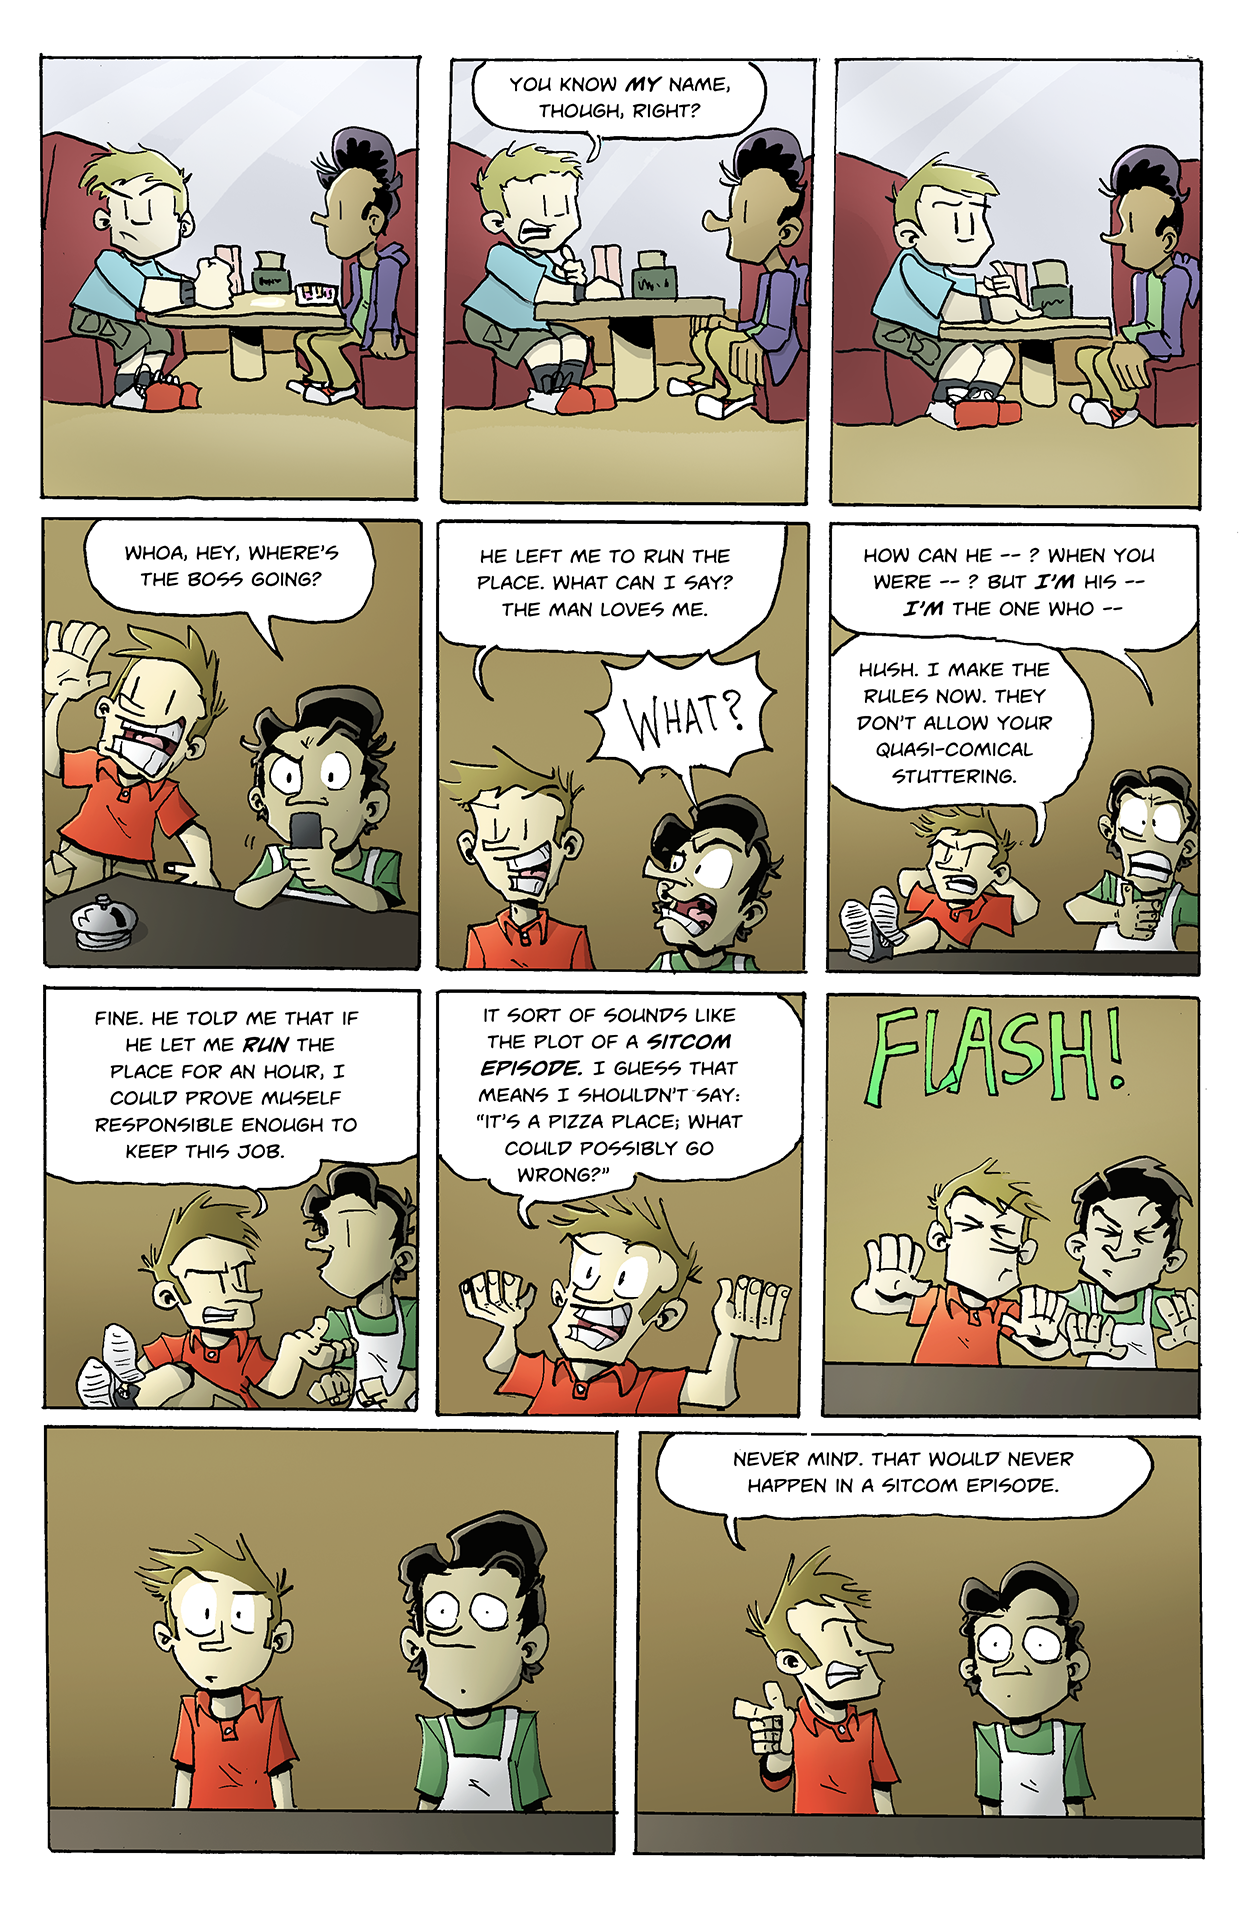 YOU KNOW MY NAME,
THOUGH, RIGHT?
WHOA, HEY, WHERE'S
THE BOSS GOING?
HE LEFT ME TO RUN THE
PLACE. WHAT CAN I SAY?
THE MAN LOVES ME.
WHAT?
HOW CAN HE -- ? WHEN YOU
WERE -- ? BUT I'M HIS --
I'M THE ONE WHO --
HUSH. I MAKE THE
RULES NOW. THEY
DON'T ALLOW YOUR
QUASI-COMICAL
STUTTERING.
FINE. HE TOLD ME THAT IF
HE LET ME RUN THE
PLACE FOR AN HOUR, I
COULD PROVE MUSELF
RESPONSIBLE ENOUGH TO
KEEP THIS JOB.
IT SORT OF SOUNDS LIKE
THE PLOT OF A SITCOM
EPISODE. I GUESS THAT
MEANS I SHOULDN'T SAY:
"IT'S A PIZZA PLACE; WHAT
COULD POSSIBLY GO
WRONG?"
FLASH!
NEVER MIND. THAT WOULD NEVER
HAPPEN IN A SITCOM EPISODE.